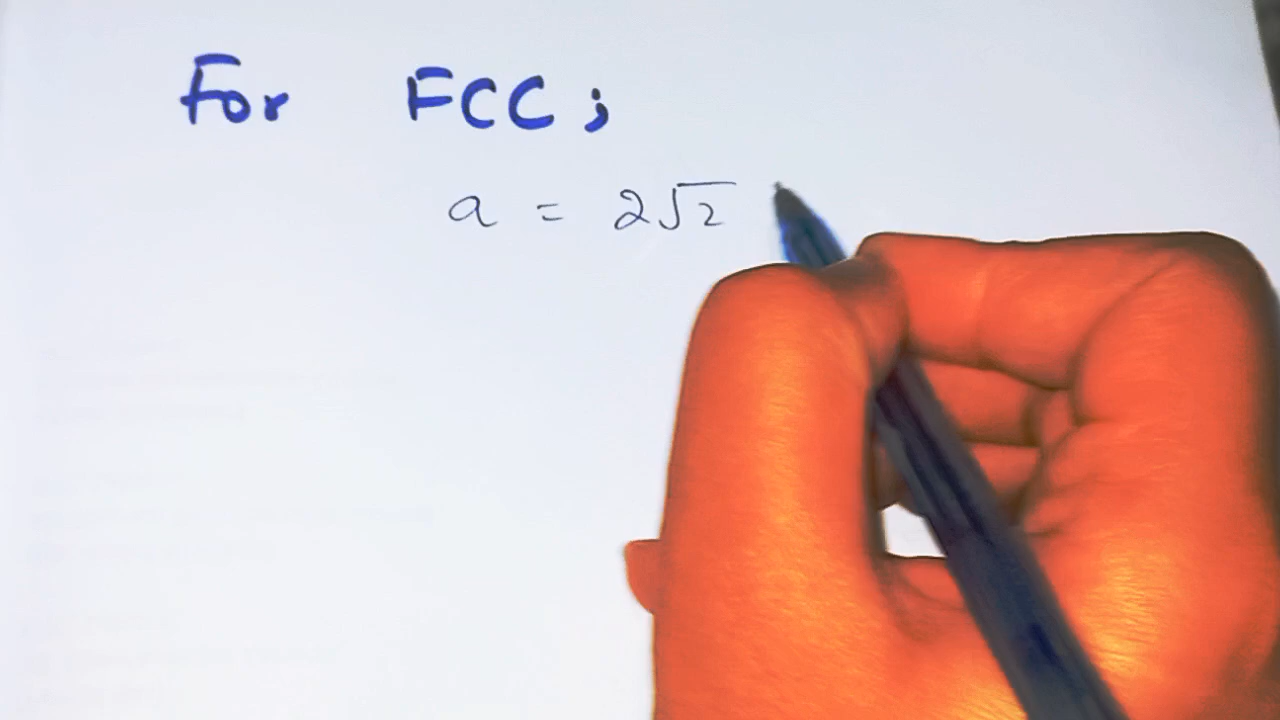 For FCC;
a = 2√2